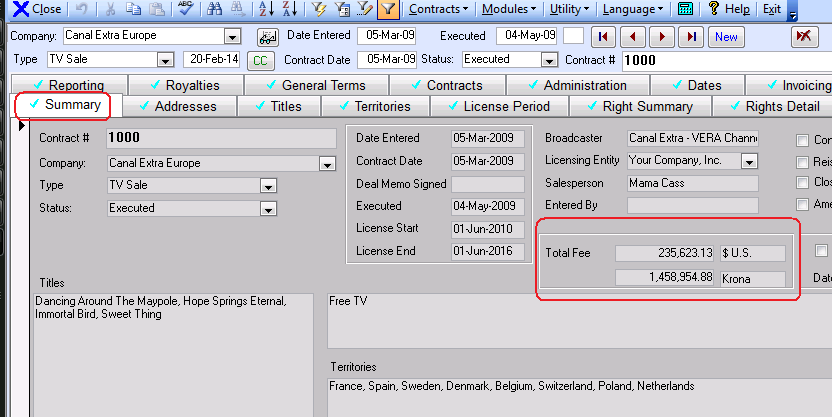 Close Contracts Modules Utility Language Help Exit
Company: Canal Extra Europe Date Entered 05-Mar-09 Executed 04-May-09 New
Type TV Sale 20-Feb-14 CC Contract Date 05-Mar-09 Status: Executed Contract # 1000
Reporting Royalties General Terms Contracts Administration Dates Invoicing
Summary Addresses Titles Territories License Period Right Summary Rights Detail
Contract # 1000 Date Entered 05-Mar-2009 Broadcaster Canal Extra - VERA Chann
Company: Canal Extra Europe Contract Date 05-Mar-2009 Licensing Entity Your Company, Inc.
Type TV Sale Deal Memo Signed Salesperson Mama Cass
Status: Executed Executed 04-May-2009 Entered By
License Start 01-Jun-2010
License End 01-Jun-2016 Total Fee 235,623.13 $ U.S.
1,458,954.88 Krona
Titles
Dancing Around The Maypole, Hope Springs Eternal, Free TV
Immortal Bird, Sweet Thing
Territories
France, Spain, Sweden, Denmark, Belgium, Switzerland, Poland, Netherlands